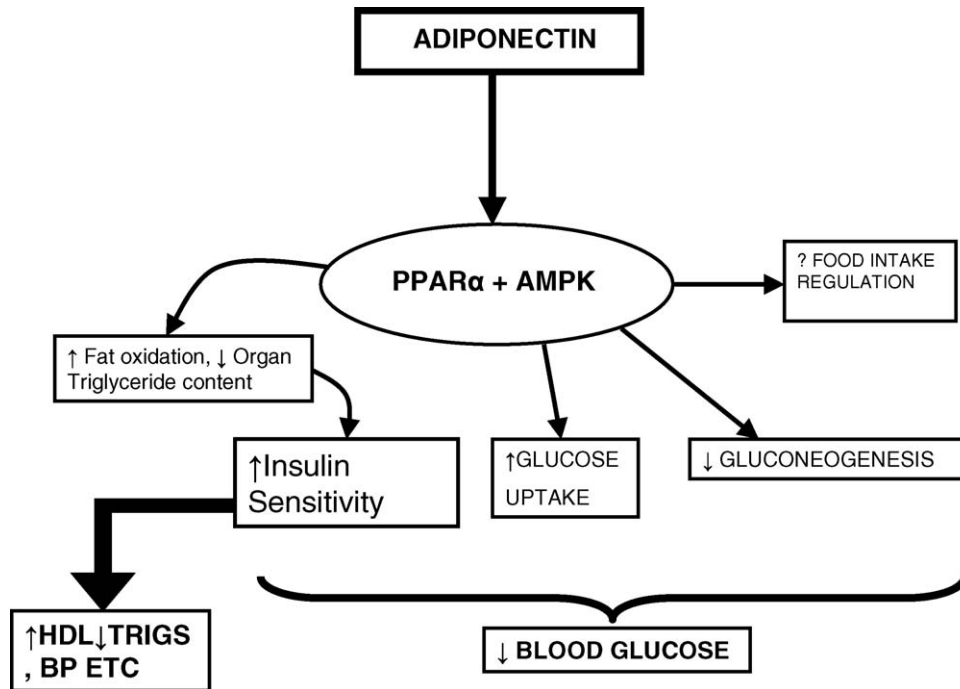 ADIPONECTIN
PPARα + AMPK
? FOOD INTAKE
REGULATION
↑ Fat oxidation, ↓ Organ
Triglyceride content
↑Insulin
Sensitivity
↑GLUCOSE
UPTAKE
↓ GLUCONEOGENESIS
↑HDL↓TRIGS
, BP ETC
↓ BLOOD GLUCOSE